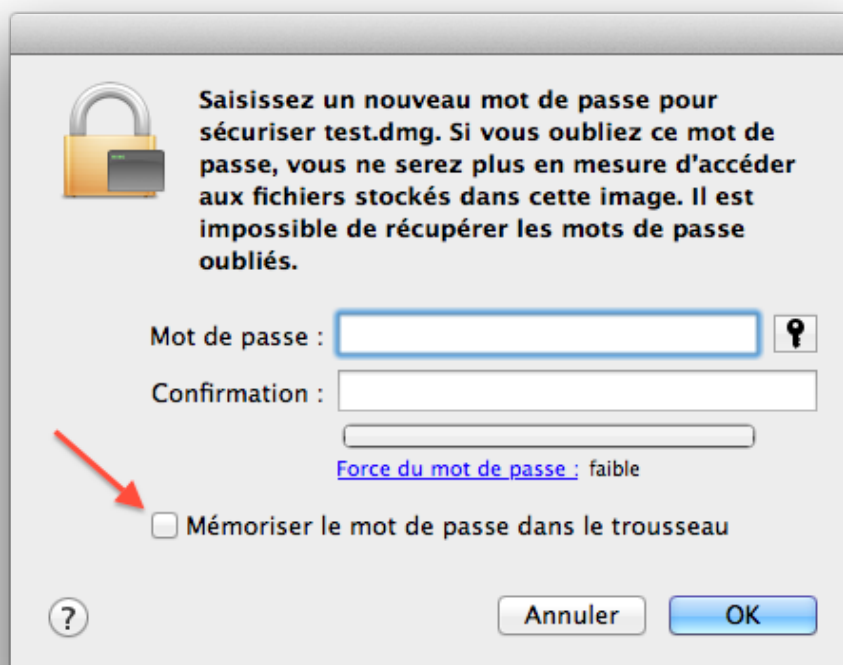 Saisissez un nouveau mot de passe pour
sécuriser test.dmg. Si vous oubliez ce mot de
passe, vous ne serez plus en mesure d'accéder
aux fichiers stockés dans cette image. Il est
impossible de récupérer les mots de passe
oubliés.
Mot de passe :
Confirmation :
Force du mot de passe : faible
Mémoriser le mot de passe dans le trousseau
? Annuler OK